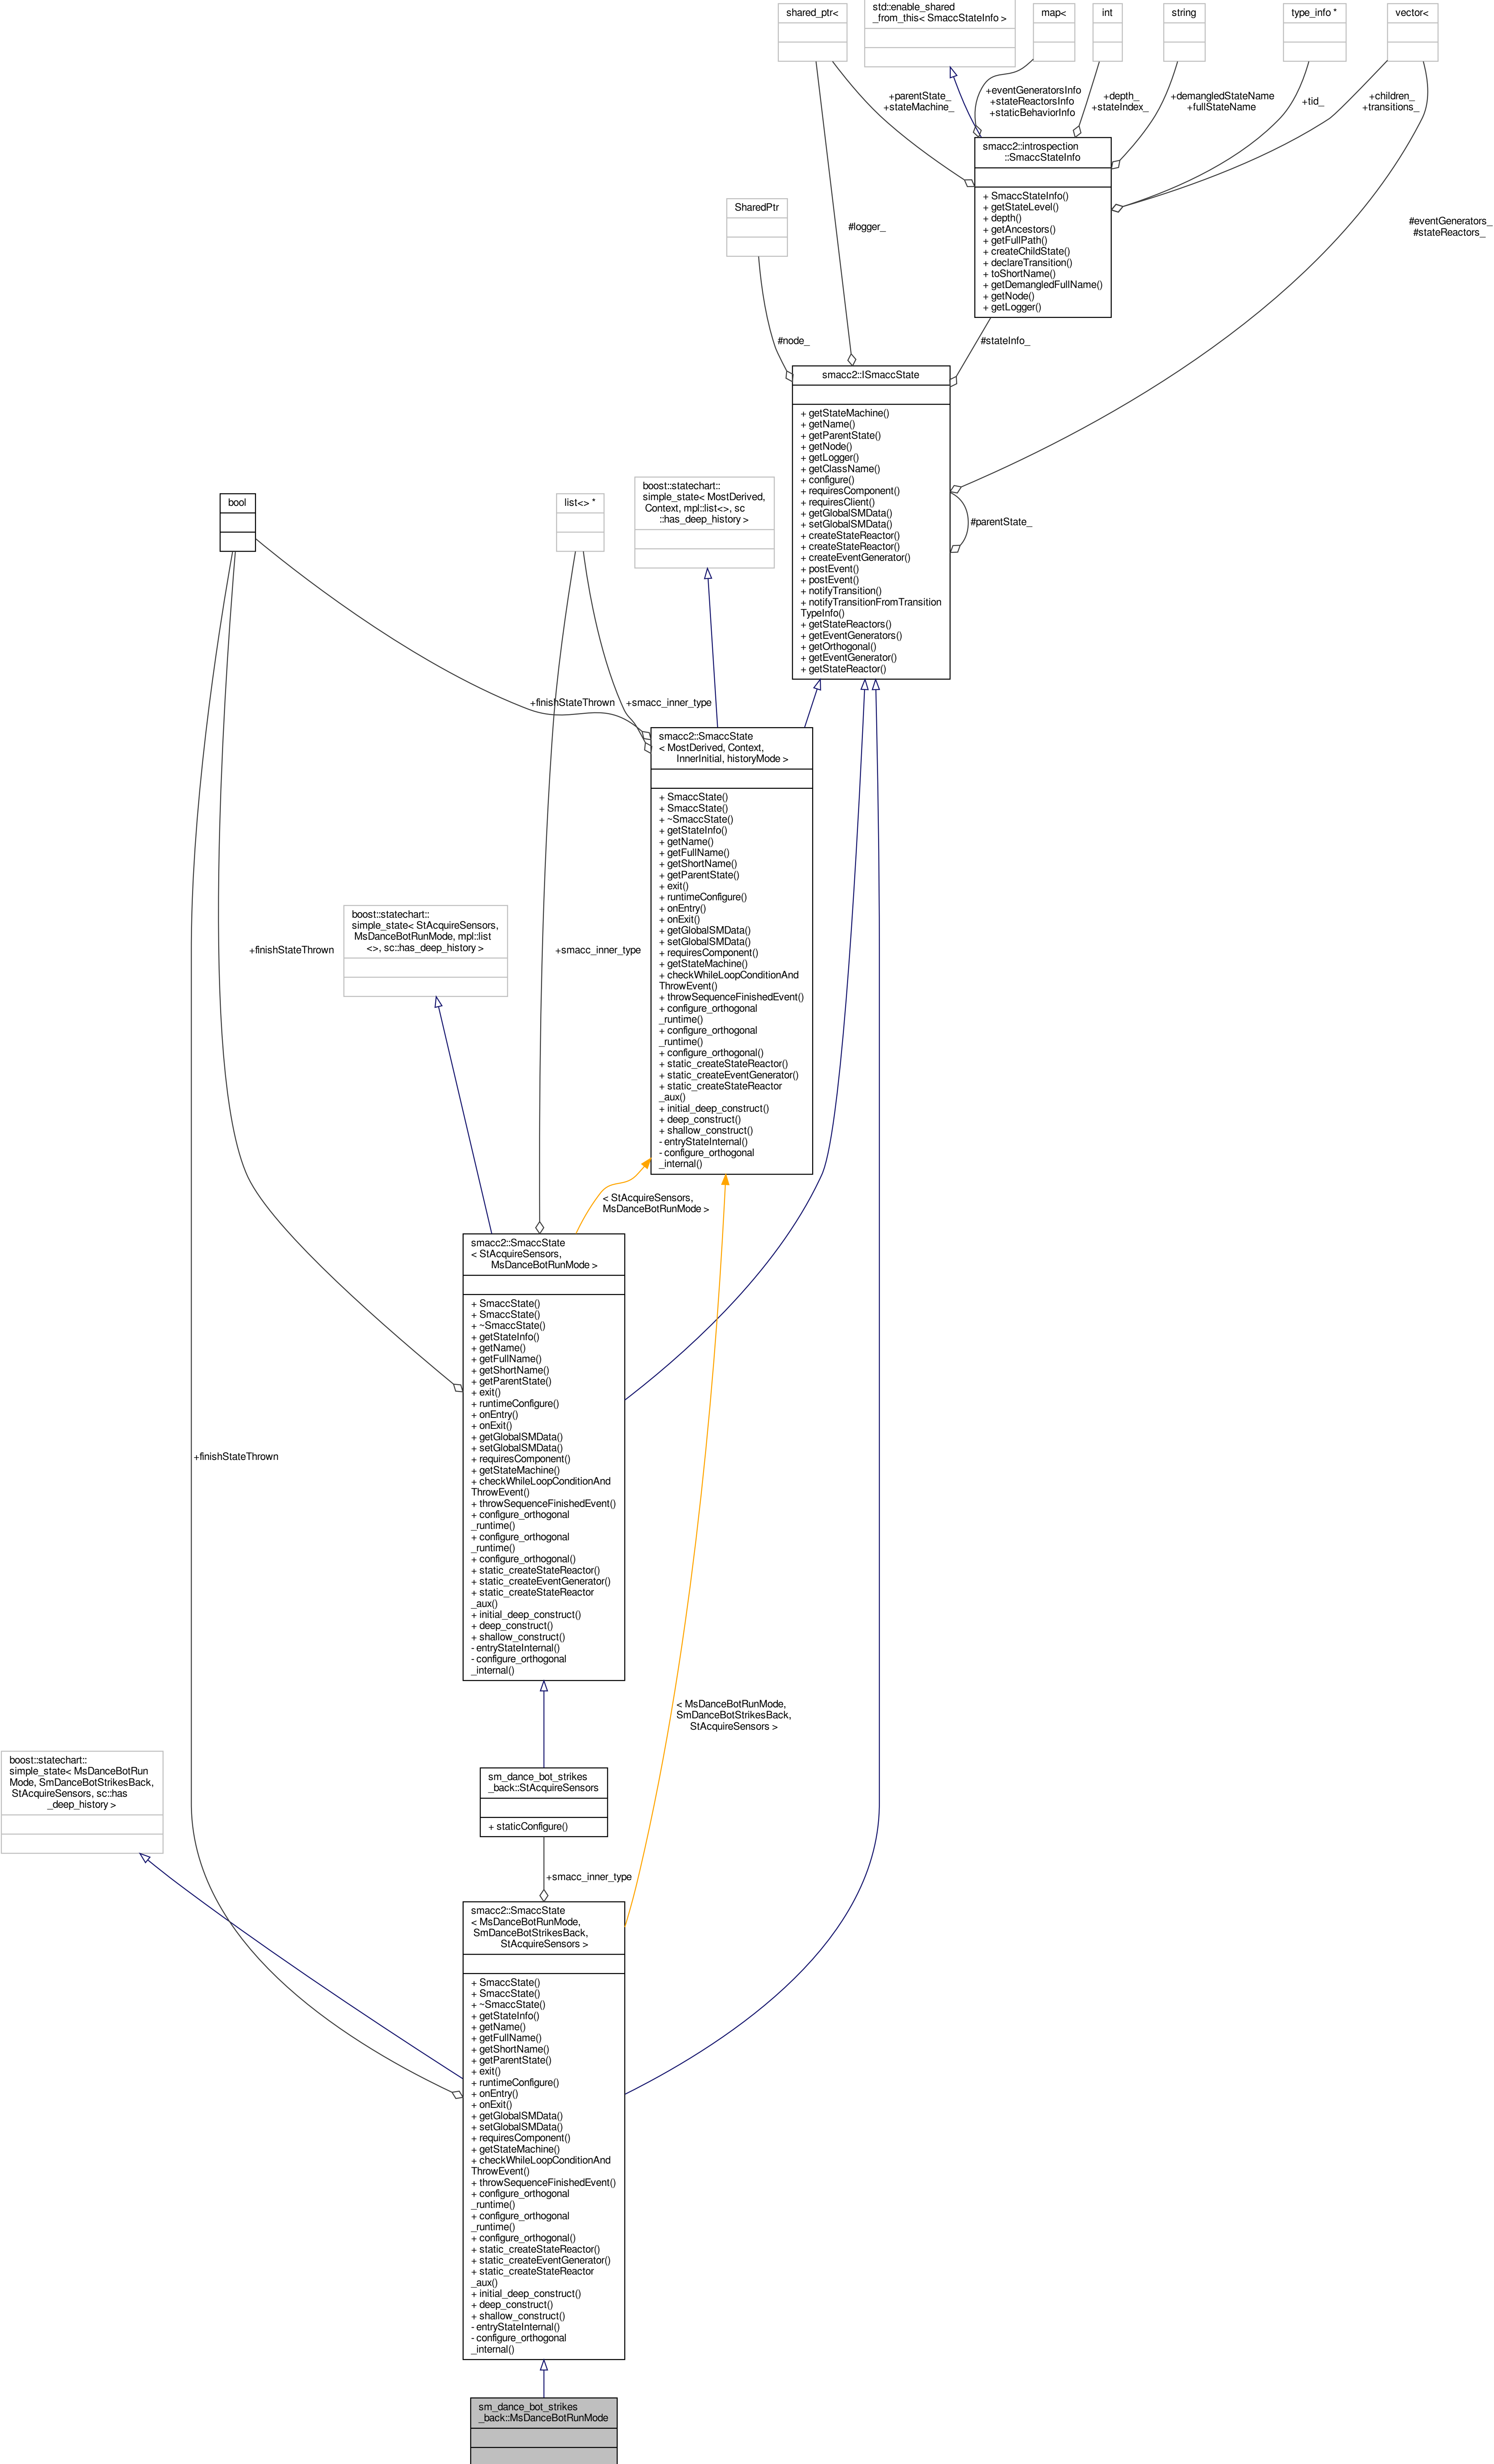 shared_ptr<
std::enable_shared
_from_this< SmaccStateInfo >
map<
int
string
type_info *
vector<
+parentState_
+stateMachine_
+eventGeneratorsInfo
+stateReactorsInfo
+staticBehaviorInfo
+depth_
+stateIndex_
+demangledStateName
+fullStateName
+tid_
+children_
+transitions_
smacc2::introspection
::SmaccStateInfo
+ SmaccStateInfo()
+ getStateLevel()
+ depth()
+ getAncestors()
+ getFullPath()
+ createChildState()
+ declareTransition()
+ toShortName()
+ getDemangledFullName()
+ getNode()
+ getLogger()
SharedPtr
#logger_
#eventGenerators_
#stateReactors_
#node_
#stateInfo_
smacc2::ISmaccState
+ getStateMachine()
+ getName()
+ getParentState()
+ getNode()
+ getLogger()
+ getClassName()
+ configure()
+ requiresComponent()
+ requiresClient()
+ getGlobalSMData()
+ setGlobalSMData()
+ createStateReactor()
+ createStateReactor()
+ createEventGenerator()
+ postEvent()
+ postEvent()
+ notifyTransition()
+ notifyTransitionFromTransition
TypeInfo()
+ getStateReactors()
+ getEventGenerators()
+ getOrthogonal()
+ getEventGenerator()
+ getStateReactor()
#parentState_
bool
list<> *
boost::statechart::
simple_state< MostDerived,
Context, mpl::list<>, sc
::has_deep_history >
+finishStateThrown
+smacc_inner_type
smacc2::SmaccState
< MostDerived, Context,
InnerInitial, historyMode >
+ SmaccState()
+ SmaccState()
+ ~SmaccState()
+ getStateInfo()
+ getName()
+ getFullName()
+ getShortName()
+ getParentState()
+ exit()
+ runtimeConfigure()
+ onEntry()
+ onExit()
+ getGlobalSMData()
+ setGlobalSMData()
+ requiresComponent()
+ getStateMachine()
+ checkWhileLoopConditionAnd
ThrowEvent()
+ throwSequenceFinishedEvent()
+ configure_orthogonal
_runtime()
+ configure_orthogonal
_runtime()
+ configure_orthogonal()
+ static_createStateReactor()
+ static_createEventGenerator()
+ static_createStateReactor
_aux()
+ initial_deep_construct()
+ deep_construct()
+ shallow_construct()
- entryStateInternal()
- configure_orthogonal
_internal()
boost::statechart::
simple_state< StAcquireSensors,
MsDanceBotRunMode, mpl::list
<>, sc::has_deep_history >
+finishStateThrown
+smacc_inner_type
< StAcquireSensors,
MsDanceBotRunMode >
smacc2::SmaccState
< StAcquireSensors,
MsDanceBotRunMode >
+ SmaccState()
+ SmaccState()
+ ~SmaccState()
+ getStateInfo()
+ getName()
+ getFullName()
+ getShortName()
+ getParentState()
+ exit()
+ runtimeConfigure()
+ onEntry()
+ onExit()
+ getGlobalSMData()
+ setGlobalSMData()
+ requiresComponent()
+ getStateMachine()
+ checkWhileLoopConditionAnd
ThrowEvent()
+ throwSequenceFinishedEvent()
+ configure_orthogonal
_runtime()
+ configure_orthogonal
_runtime()
+ configure_orthogonal()
+ static_createStateReactor()
+ static_createEventGenerator()
+ static_createStateReactor
_aux()
+ initial_deep_construct()
+ deep_construct()
+ shallow_construct()
- entryStateInternal()
- configure_orthogonal
_internal()
+finishStateThrown
< MsDanceBotRunMode,
SmDanceBotStrikesBack,
StAcquireSensors >
boost::statechart::
simple_state< MsDanceBotRun
Mode, SmDanceBotStrikesBack,
StAcquireSensors, sc::has
_deep_history >
sm_dance_bot_strikes
_back::StAcquireSensors
+ staticConfigure()
+smacc_inner_type
smacc2::SmaccState
< MsDanceBotRunMode,
SmDanceBotStrikesBack,
StAcquireSensors >
+ SmaccState()
+ SmaccState()
+ ~SmaccState()
+ getStateInfo()
+ getName()
+ getFullName()
+ getShortName()
+ getParentState()
+ exit()
+ runtimeConfigure()
+ onEntry()
+ onExit()
+ getGlobalSMData()
+ setGlobalSMData()
+ requiresComponent()
+ getStateMachine()
+ checkWhileLoopConditionAnd
ThrowEvent()
+ throwSequenceFinishedEvent()
+ configure_orthogonal
_runtime()
+ configure_orthogonal
_runtime()
+ configure_orthogonal()
+ static_createStateReactor()
+ static_createEventGenerator()
+ static_createStateReactor
_aux()
+ initial_deep_construct()
+ deep_construct()
+ shallow_construct()
- entryStateInternal()
- configure_orthogonal
_internal()
sm_dance_bot_strikes
_back::MsDanceBotRunMode